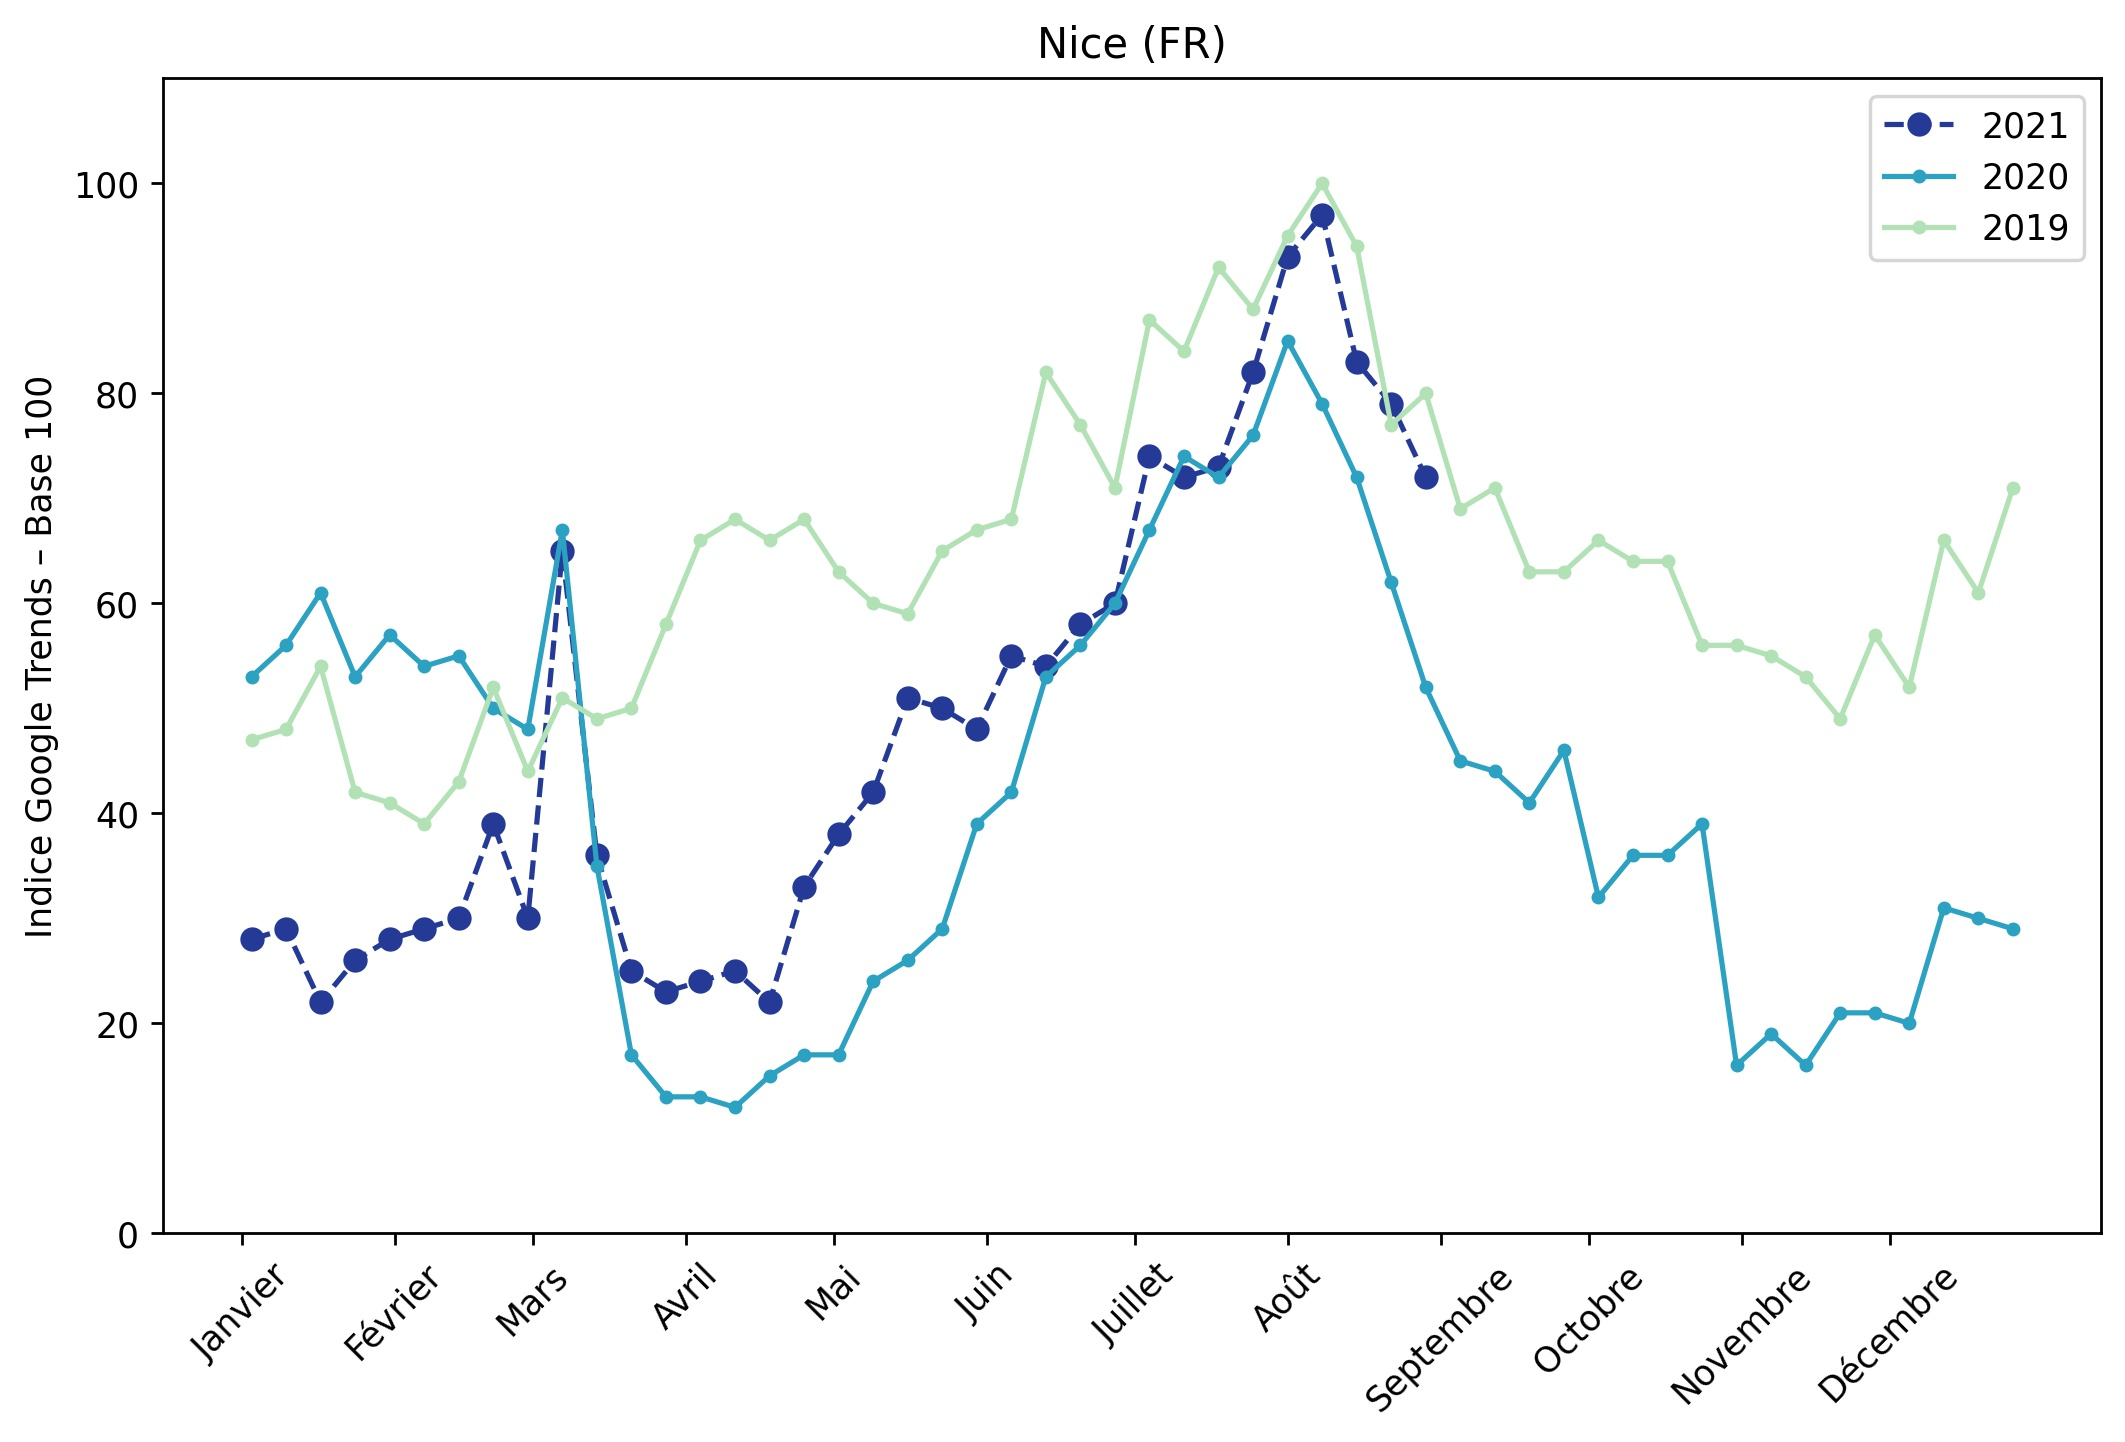 Nice (FR)
Indice Google Trends – Base 100
100
80
60
40
20
0
2021
2020
2019
Janvier
Février
Mars
Avril
Mai
Juin
Juillet
Août
Septembre
Octobre
Novembre
Décembre